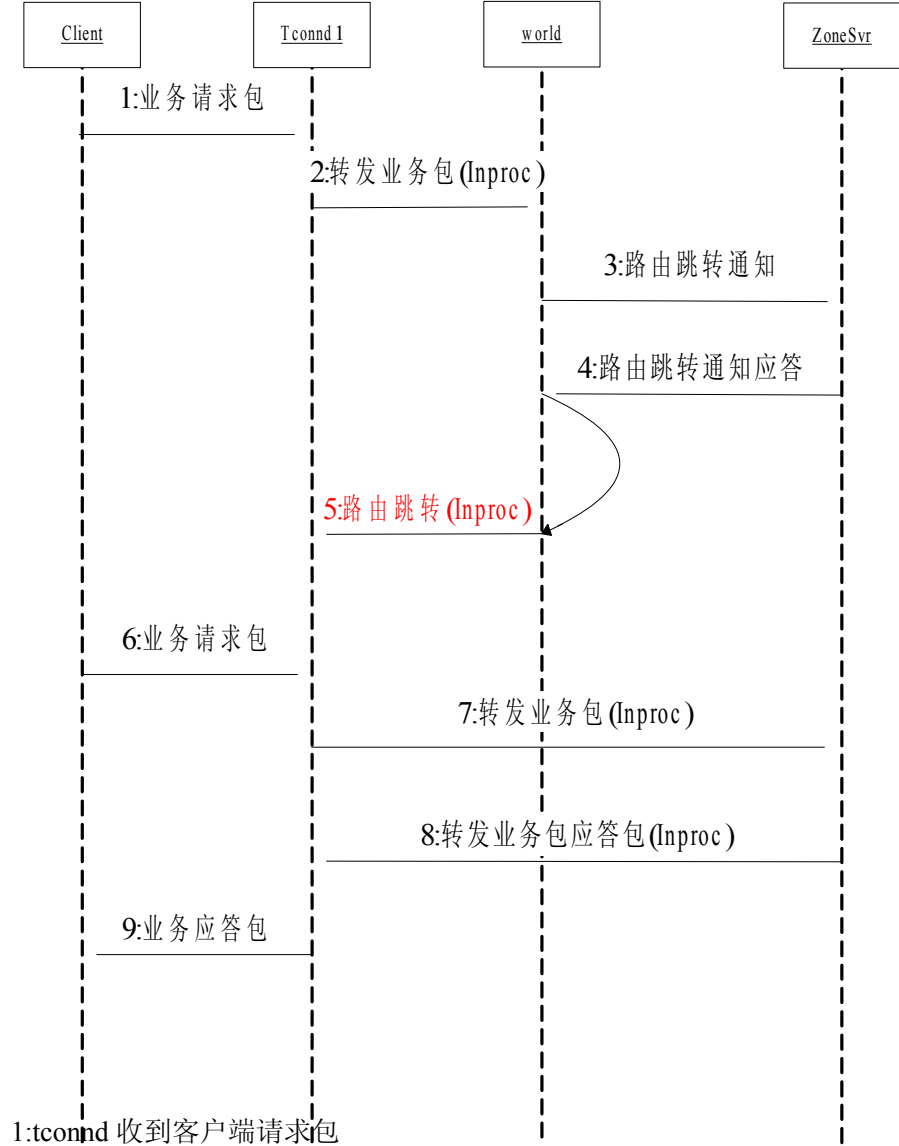 Client
Tconnd1
world
ZoneSvr
1:业务请求包
2:转发业务包(Inproc)
3:路由跳转通知
4:路由跳转通知应答
5:路由跳转(Inproc)
6:业务请求包
7:转发业务包(Inproc)
8:转发业务包应答包(Inproc)
9:业务应答包
1:tconnd 收到客户端请求包